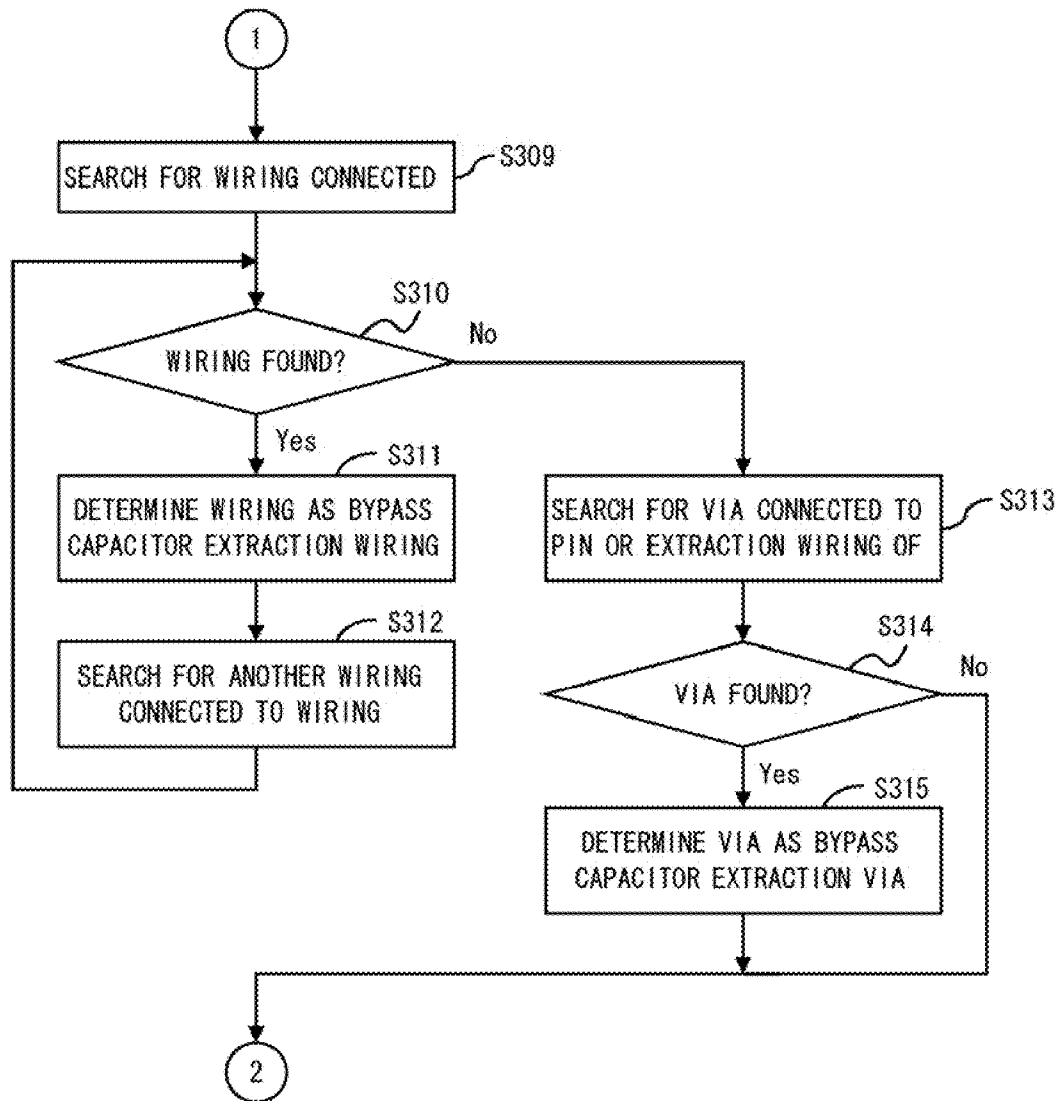 1
SEARCH FOR WIRING CONNECTED
S309
S310
WIRING FOUND?
No
Yes
S311
DETERMINE WIRING AS BYPASS
CAPACITOR EXTRACTION WIRING
S312
SEARCH FOR ANOTHER WIRING
CONNECTED TO WIRING
SEARCH FOR VIA CONNECTED TO
PIN OR EXTRACTION WIRING OF
S313
S314
VIA FOUND?
No
Yes
S315
DETERMINE VIA AS BYPASS
CAPACITOR EXTRACTION VIA
2